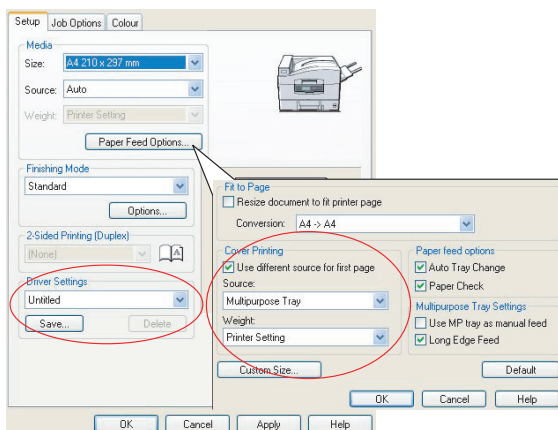 Setup Job Options Colour
Media
Size: A4 210 x 297 mm
Source: Auto
Weight: Printer Setting
Paper Feed Options...
Finishing Mode
Standard
Options...
2-Sided Printing (Duplex)
(None)
A
Driver Settings
Untitled
Save... Delete
Fit to Page
Resize document to fit printer page
Conversion: A4 -> A4
Cover Printing
Use different source for first page
Source:
Multipurpose Tray
Weight:
Printer Setting
Paper feed options
Auto Tray Change
Paper Check
Multipurpose Tray Settings
Use MP tray as manual feed
Long Edge Feed
Custom Size... Default
OK Cancel Help
OK Cancel Apply Help